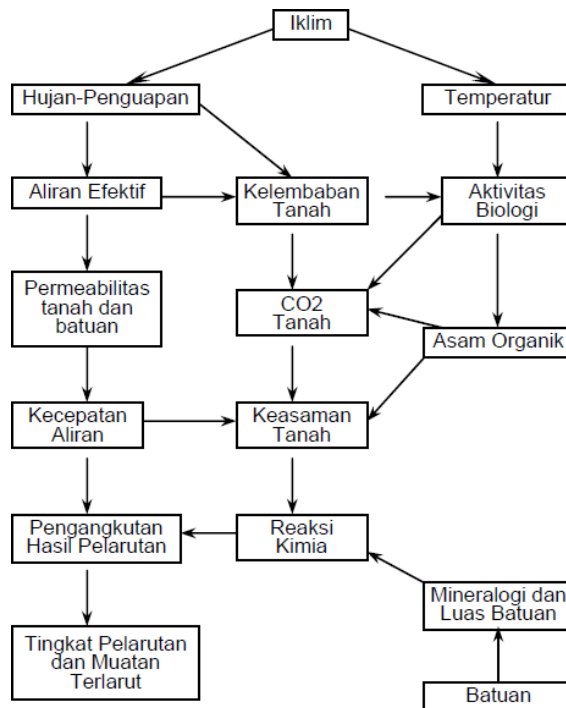 Iklim
Hujan-Penguapan
Temperatur
Aliran Efektif
Kelembaban
Tanah
Aktivitas
Biologi
Permeabilitas
tanah dan
batuan
CO2
Tanah
Asam Organik
Kecepatan
Aliran
Keasaman
Tanah
Pengangkutan
Hasil Pelarutan
Reaksi
Kimia
Mineralogi dan
Luas Batuan
Tingkat Pelarutan
dan Muatan
Terlarut
Batuan